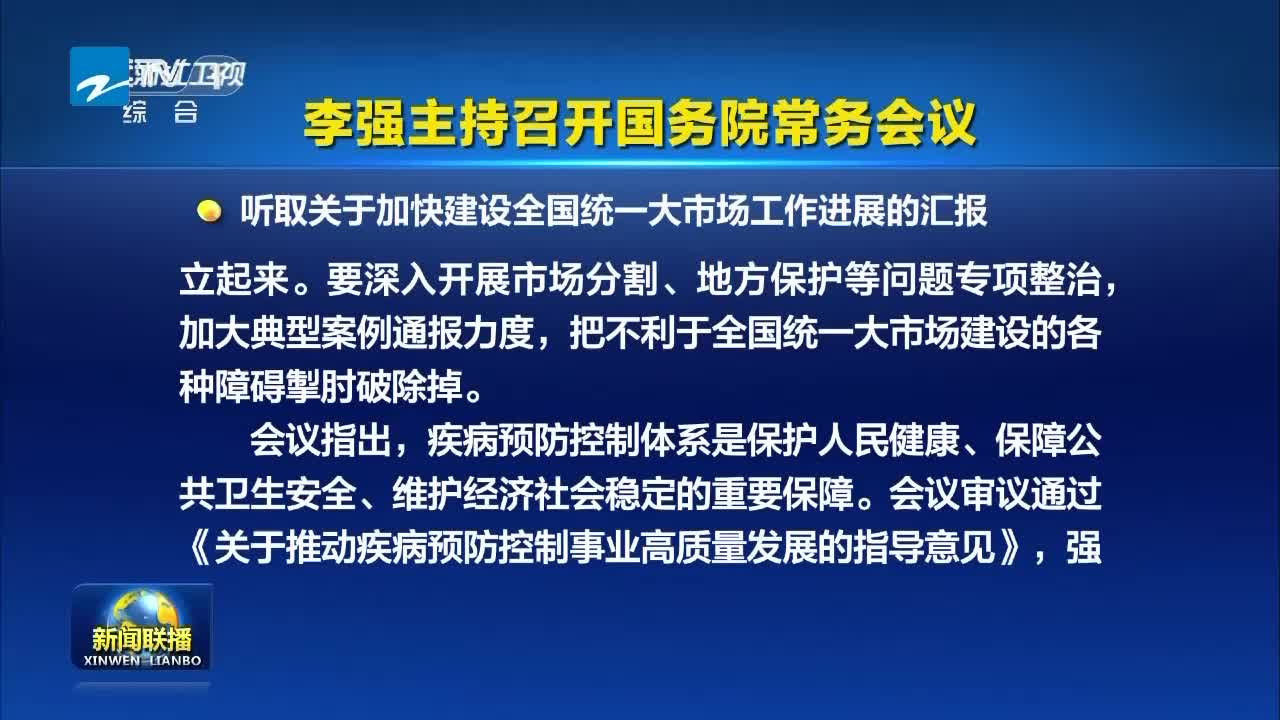 浙江卫视
综合
李强主持召开国务院常务会议
听取关于加快建设全国统一大市场工作进展的汇报
立起来。要深入开展市场分割、地方保护等问题专项整治，
加大典型案例通报力度，把不利于全国统一大市场建设的各
种障碍掣肘破除掉。
会议指出，疾病预防控制体系是保护人民健康、保障公
共卫生安全、维护经济社会稳定的重要保障。会议审议通过
《关于推动疾病预防控制事业高质量发展的指导意见》，强
新闻联播
XINWEN LIANBO